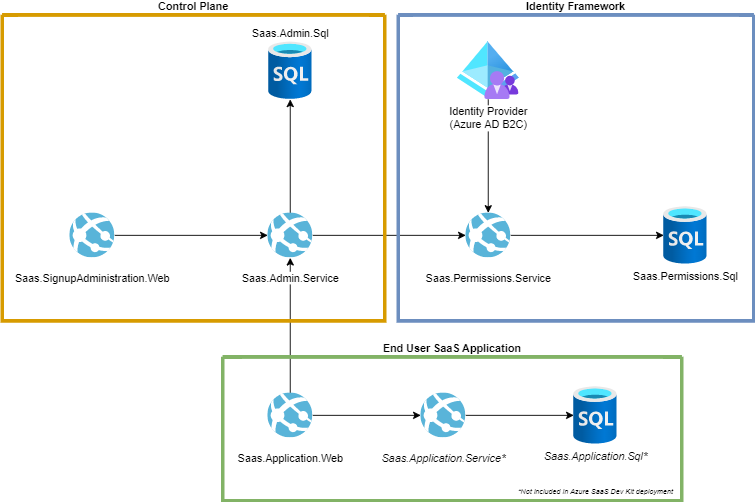 Control Plane
Identity Framework
Saas.Admin.Sql
SQL
Identity Provider
(Azure AD B2C)
SQL
Saas.SignupAdministration.Web
Saas.Admin.Service
Saas.Permissions.Service
Saas.Permissions.Sql
End User SaaS Application
SQL
Saas.Application.Web
Saas.Application.Service*
Saas.Application.Sql*
*Not included in Azure SaaS Dev Kit deployment